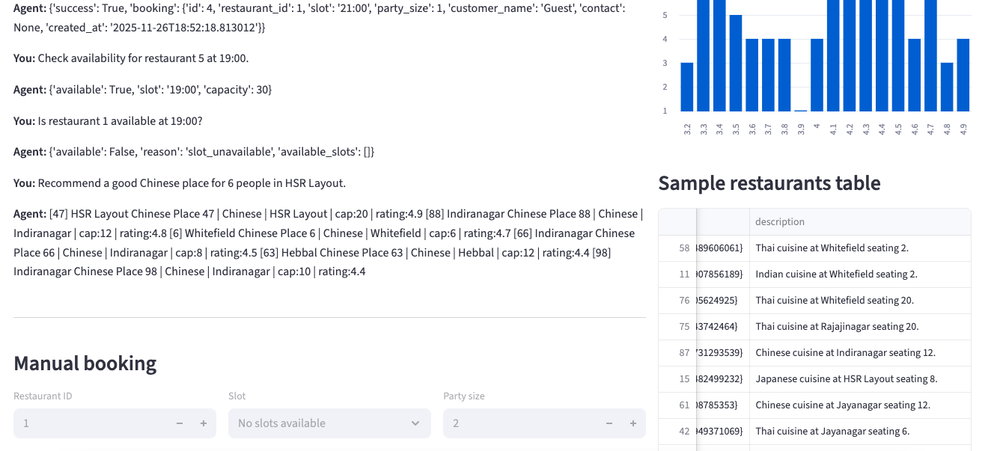 Agent: {'success': True, 'booking': {'id': 4, 'restaurant_id': 1, 'slot': '21:00', 'party_size': 1, 'customer_name': 'Guest', 'contact':
None, 'created_at': '2025-11-26T18:52:18.813012'}}
You: Check availability for restaurant 5 at 19:00.
Agent: {'available': True, 'slot': '19:00', 'capacity': 30}
You: Is restaurant 1 available at 19:00?
Agent: {'available': False, 'reason': 'slot_unavailable', 'available_slots': []}
You: Recommend a good Chinese place for 6 people in HSR Layout.
Agent: [47] HSR Layout Chinese Place 47 | Chinese | HSR Layout | cap:20 | rating:4.9 [88] Indiranagar Chinese Place 88 | Chinese |
Indiranagar | cap:12 | rating:4.8 [6] Whitefield Chinese Place 6 | Chinese | Whitefield | cap:6 | rating:4.7 [66] Indiranagar Chinese
Place 66 | Chinese | Indiranagar | cap:8 | rating:4.5 [63] Hebbal Chinese Place 63 | Chinese | Hebbal | cap:12 | rating:4.4 [98]
Indiranagar Chinese Place 98 | Chinese | Indiranagar | cap:10 | rating:4.4
Manual booking
Restaurant ID
1
Slot
No slots available
Party size
2
5
4
3
2
1
3.2 3.3 3.4 3.5 3.6 3.7 3.8 3.9 4 4.1 4.2 4.3 4.4 4.5 4.6 4.7 4.8 4.9
Sample restaurants table
description
58 489606061} Thai cuisine at Whitefield seating 2.
11 907856189} Indian cuisine at Whitefield seating 2.
76 05624925} Thai cuisine at Whitefield seating 20.
75 43742464} Thai cuisine at Rajajinagar seating 20.
87 731293539} Chinese cuisine at Indiranagar seating 12.
15 482499232} Japanese cuisine at HSR Layout seating 8.
61 08785353} Chinese cuisine at Jayanagar seating 12.
42 949371069} Thai cuisine at Jayanagar seating 6.